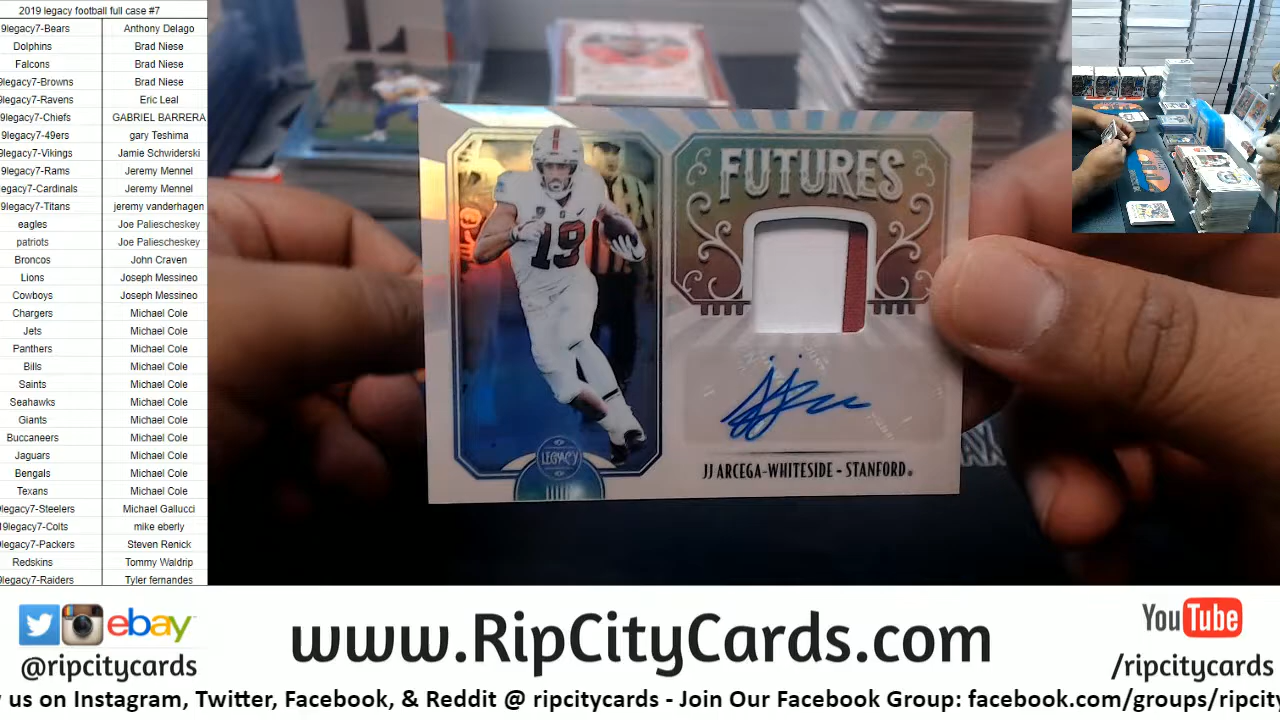 2019 legacy football full case #7
9legacy7-Bears Anthony Delago
Dolphins Brad Niese
Falcons Brad Niese
9legacy7-Browns Brad Niese
9legacy7-Ravens Eric Leal
9legacy7-Chiefs GABRIEL BARRERA
9legacy7-49ers gary Teshima
9legacy7-Vikings Jamie Schwiderski
9legacy7-Rams Jeremy Mennel
egacy7-Cardinals Jeremy Mennel
9legacy7-Titans jeremy vanderhagen
eagles Joe Paliescheskey
patriots Joe Paliescheskey
Broncos John Craven
Lions Joseph Messineo
Cowboys Joseph Messineo
Chargers Michael Cole
Jets Michael Cole
Panthers Michael Cole
Bills Michael Cole
Saints Michael Cole
Seahawks Michael Cole
Giants Michael Cole
Buccaneers Michael Cole
Jaguars Michael Cole
Bengals Michael Cole
Texans Michael Cole
legacy7-Steelers Michael Gallucci
19legacy7-Colts mike eberly
legacy7-Packers Steven Renick
Redskins Tommy Waldrip
9legacy7-Raiders Tyler fernandes
FUTURES
19
LEGACY
JJ ARCEGA-WHITESIDE - STANFORD®
ebay
@ripcitycards
www.RipCityCards.com
YouTube
/ripcitycards
us on Instagram, Twitter, Facebook, & Reddit @ ripcitycards - Join Our Facebook Group: facebook.com/groups/ripcity